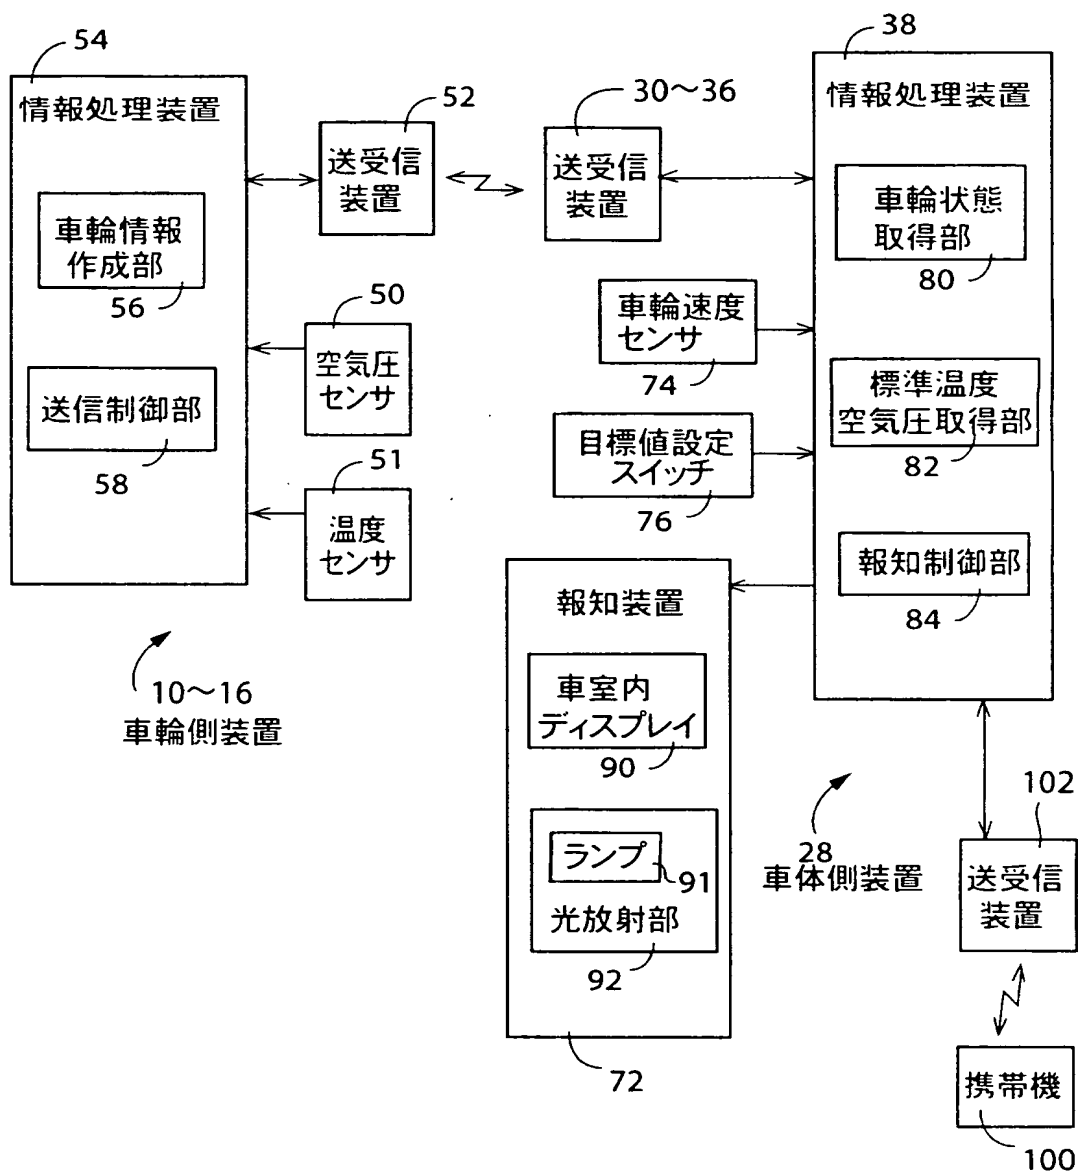 54
情報処理装置
車輪情報
作成部
56
送信制御部
58
52
送受信
装置
50
空気圧
センサ
51
温度
センサ
10〜16
車輪側装置
30〜36
送受信
装置
車輪速度
センサ
74
目標値設定
スイッチ
76
38
情報処理装置
車輪状態
取得部
80
標準温度
空気圧取得部
82
報知制御部
84
報知装置
車室内
ディスプレイ
90
ランプ
91
光放射部
92
72
28
車体側装置
102
送受信
装置
携帯機
100